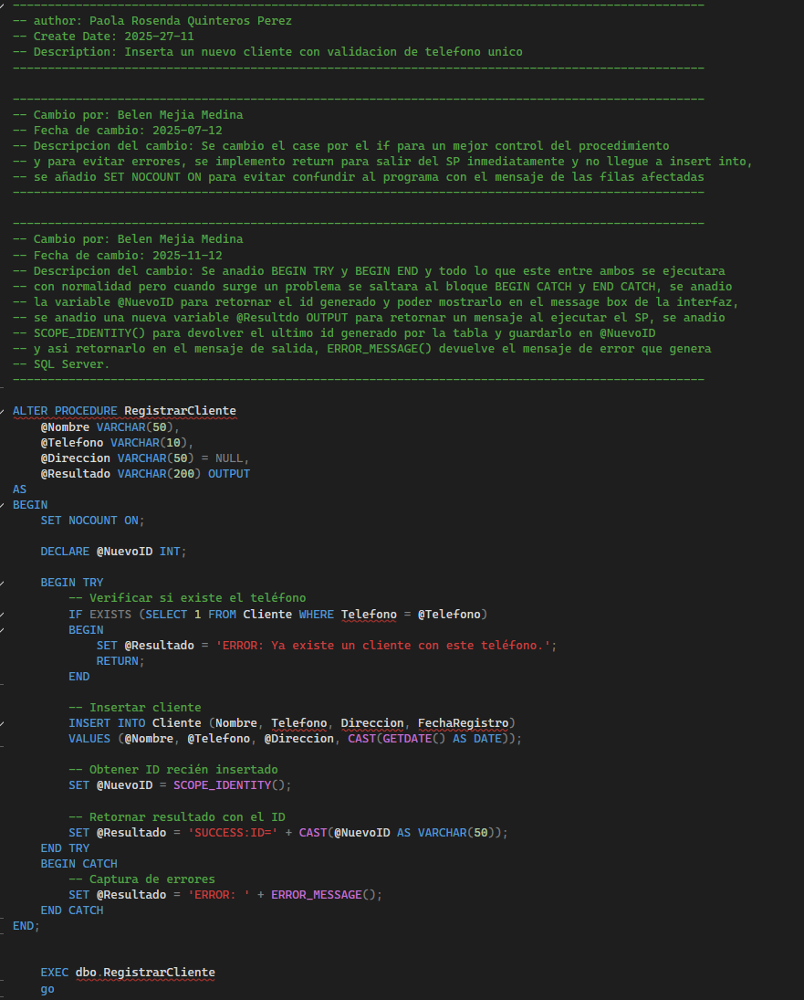 ---------------------------------------------------------------------------------------------------
-- author: Paola Rosenda Quinteros Perez
-- Create Date: 2025-27-11
-- Description: Inserta un nuevo cliente con validacion de telefono unico
---------------------------------------------------------------------------------------------------
---------------------------------------------------------------------------------------------------
-- Cambio por: Belen Mejia Medina
-- Fecha de cambio: 2025-07-12
-- Descripcion del cambio: Se cambio el case por el if para un mejor control del procedimiento
-- y para evitar errores, se implemento return para salir del SP inmediatamente y no llegue a insert into,
-- se añadio SET NOCOUNT ON para evitar confundir al programa con el mensaje de las filas afectadas
---------------------------------------------------------------------------------------------------
---------------------------------------------------------------------------------------------------
-- Cambio por: Belen Mejia Medina
-- Fecha de cambio: 2025-11-12
-- Descripcion del cambio: Se anadio BEGIN TRY y BEGIN END y todo lo que este entre ambos se ejecutara
-- con normalidad pero cuando surge un problema se saltara al bloque BEGIN CATCH y END CATCH, se anadio
-- la variable @NuevoID para retornar el id generado y poder mostrarlo en el message box de la interfaz,
-- se anadio una nueva variable @Resultdo OUTPUT para retornar un mensaje al ejecutar el SP, se anadio
-- SCOPE_IDENTITY() para devolver el ultimo id generado por la tabla y guardarlo en @NuevoID
-- y asi retornarlo en el mensaje de salida, ERROR_MESSAGE() devuelve el mensaje de error que genera
-- SQL Server.
---------------------------------------------------------------------------------------------------
ALTER PROCEDURE RegistrarCliente
@Nombre VARCHAR(50),
@Telefono VARCHAR(10),
@Direccion VARCHAR(50) = NULL,
@Resultado VARCHAR(200) OUTPUT
AS
BEGIN
SET NOCOUNT ON;
DECLARE @NuevoID INT;
BEGIN TRY
-- Verificar si existe el teléfono
IF EXISTS (SELECT 1 FROM Cliente WHERE Telefono = @Telefono)
BEGIN
SET @Resultado = 'ERROR: Ya existe un cliente con este teléfono.';
RETURN;
END
-- Insertar cliente
INSERT INTO Cliente (Nombre, Telefono, Direccion, FechaRegistro)
VALUES (@Nombre, @Telefono, @Direccion, CAST(GETDATE() AS DATE));
-- Obtener ID recién insertado
SET @NuevoID = SCOPE_IDENTITY();
-- Retornar resultado con el ID
SET @Resultado = 'SUCCESS:ID=' + CAST(@NuevoID AS VARCHAR(50));
END TRY
BEGIN CATCH
-- Captura de errores
SET @Resultado = 'ERROR: ' + ERROR_MESSAGE();
END CATCH
END;
EXEC dbo.RegistrarCliente
go